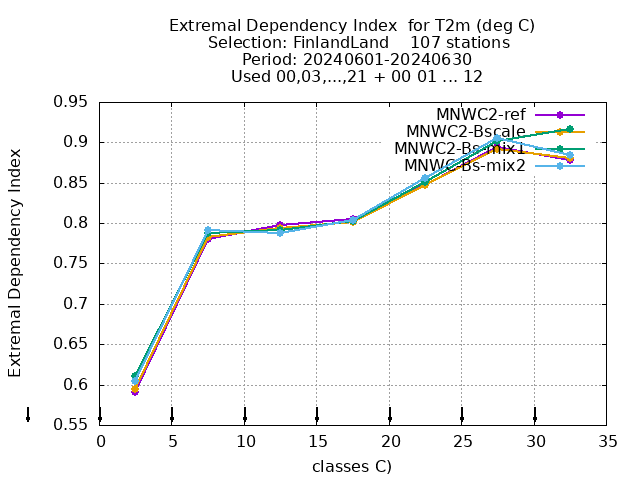 Extremal Dependency Index  for T2m (deg C)
Selection: FinlandLand    107 stations
Period: 20240601-20240630
Used 00,03,...,21 + 00 01 ... 12
MNWC2-ref
MNWC2-Bscale
MNWC2-Bs-mix1
MNWC-Bs-mix2
Extremal Dependency Index
0.95
0.9
0.85
0.8
0.75
0.7
0.65
0.6
0.55
0 5 10 15 20 25 30 35
classes C)